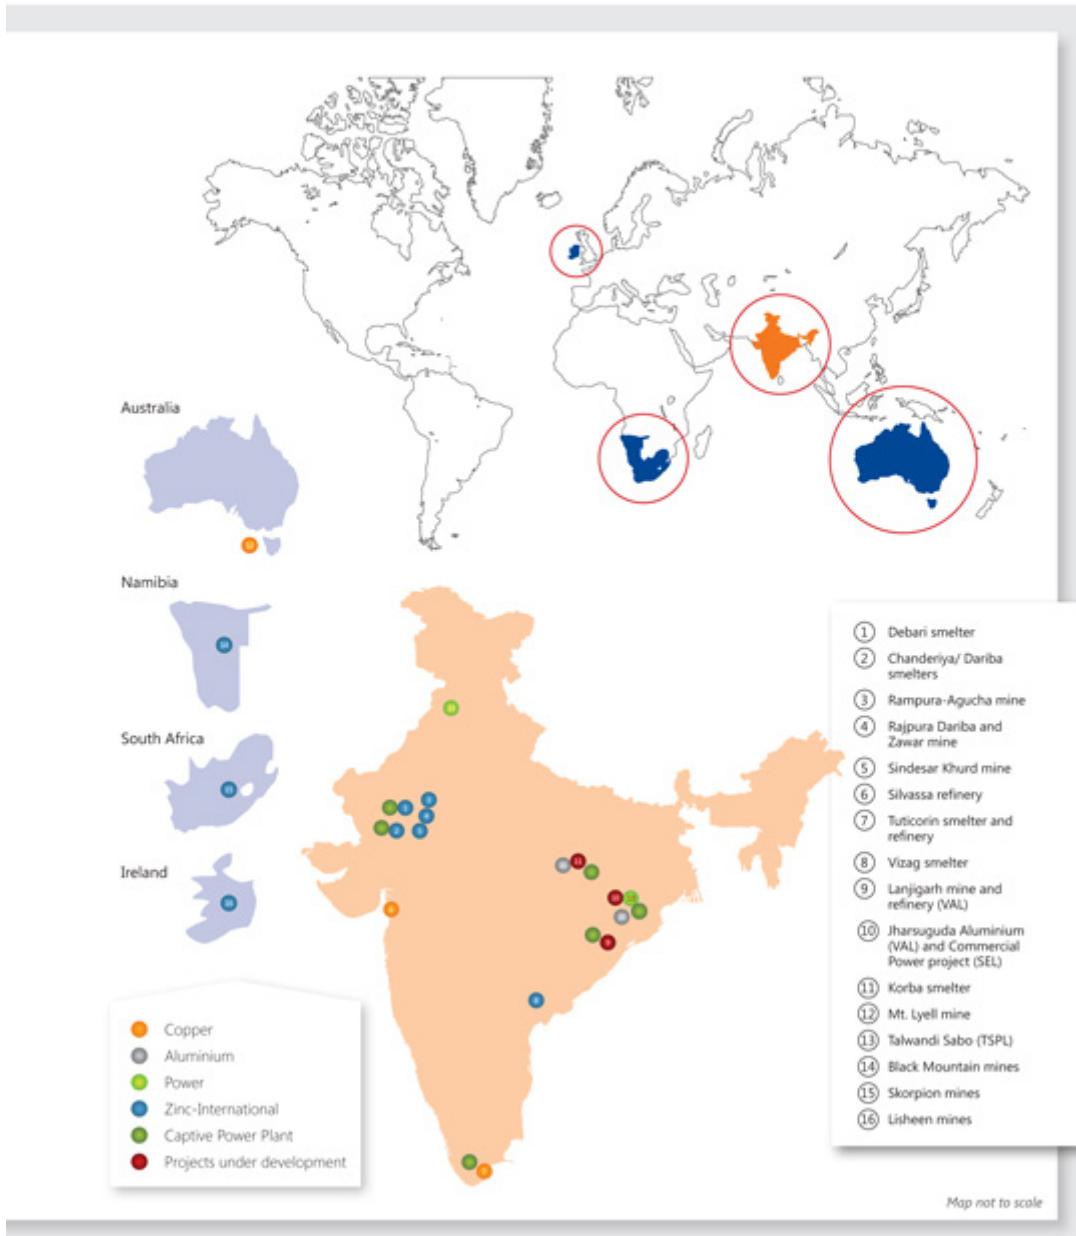 Australia
Namibia
South Africa
Ireland
Copper
Aluminium
Power
Zinc-International
Captive Power Plant
Projects under development
1 Debari smelter
2 Chanderiya/ Dariba
smelters
3 Rampura-Agucha mine
4 Rajpura Dariba and
Zawar mine
5 Sindesar Khurd mine
6 Silvassa refinery
7 Tuticorin smelter and
refinery
8 Vizag smelter
9 Lanjigarh mine and
refinery (VAL)
10 Jharsuguda Aluminium
(VAL) and Commercial
Power project (SEL)
11 Korba smelter
12 Mt. Lyell mine
13 Talwandi Sabo (TSPL)
14 Black Mountain mines
15 Skorpion mines
16 Lisheen mines
Map not to scale